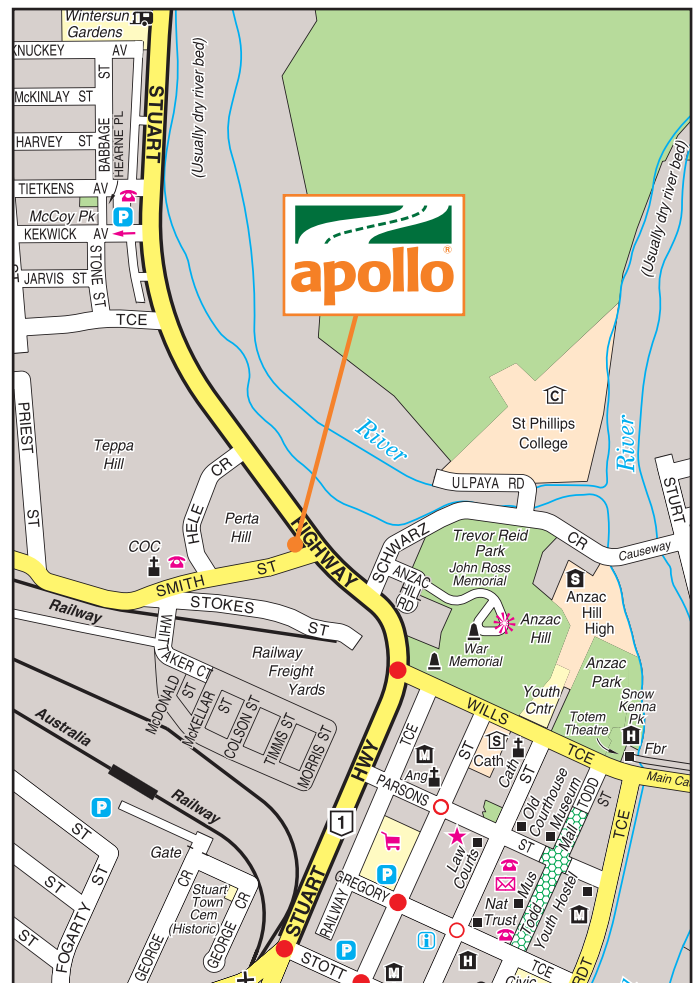 Wintersun
Gardens
KNUCKEY AV
McKINLAY ST
HARVEY ST
BABBAGE ST
HEARNE PL
TIETKENS AV
McCoy Pk
P
KEKWICK AV
JARVIS ST
STONE ST
TCE
STUART
(Usually dry river bed)
(Usually dry river bed)
apollo®
C
St Phillips
College
River
River
PRIEST ST
Teppa
Hill
HELE CR
Perta
Hill
HIGHWAY
ULPAYA RD
STURT
SCHWARZ CR
Causeway
Trevor Reid
Park
John Ross
Memorial
ANZAC
HILL
RD
Anzac
Hill
War
Memorial
S
Anzac
Hill
High
COC
SMITH ST
STOKES ST
Railway
WHITTAKER CT
Railway
Freight
Yards
McDONALD ST
McKELLAR
COLSON ST
TIMMS ST
MORRIS ST
Anzac
Park
Snow
Kenna
Pk
Youth
Cntr
Totem
Theatre
H
Fbr
WILLS TCE
Main Ca
Australia
Railway
HWY
1
TCE
ST
S
Cath
Cath
ST
M
Ang
PARSONS ST
Old
Courthouse
Museum
TODD ST
Mall
TCE
P
ST
Gate
FOGARTY ST
ST
CR
Stuart
Town
Cem
(Historic)
CR
GEORGE
GEORGE
STUART
RAILWAY
GREGORY
P
Law
Courts
Nat
Trust
Mus
Todd
Youth Hostel
M
P
i
H
M
STOTT
TCE
Civic
RDT